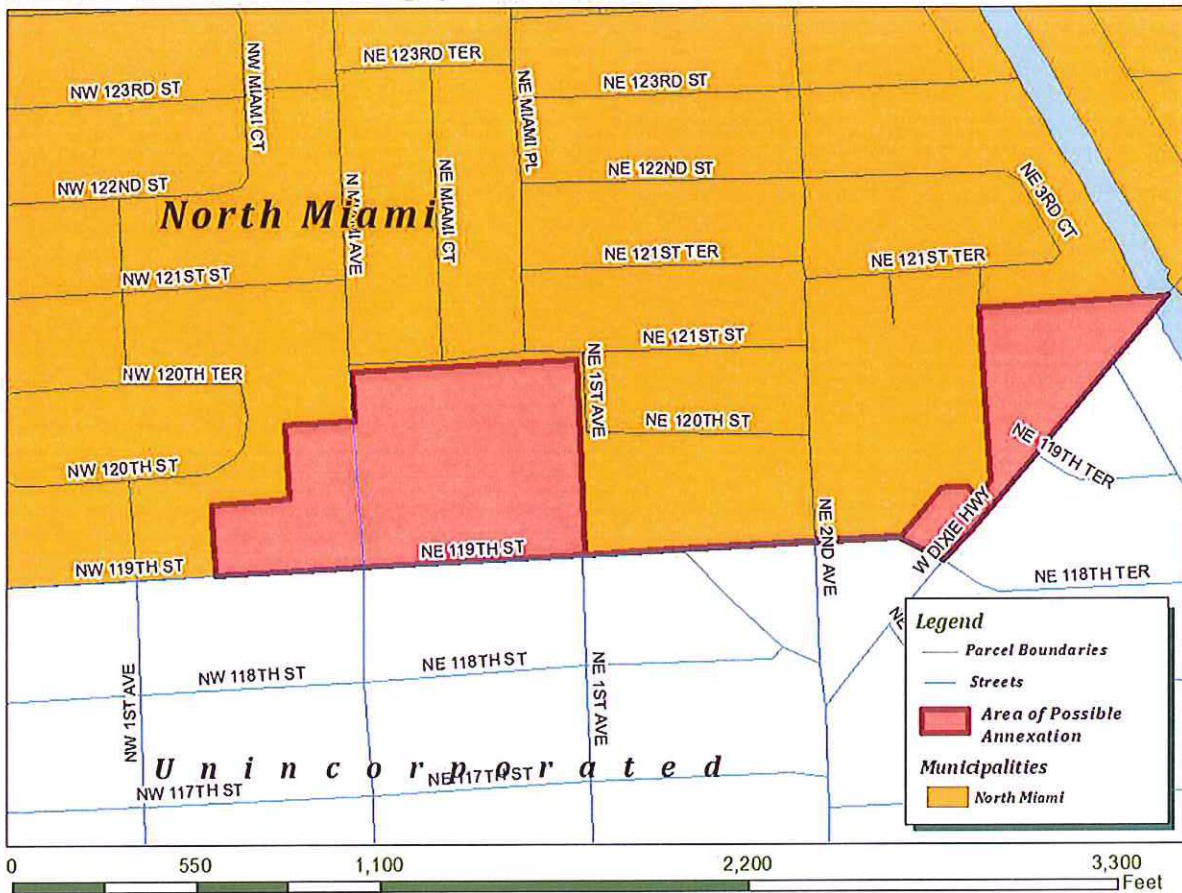 NE 123RD TER
NW MIAMI CT
NW 123RD ST
NE MIAMI PL
NE 123RD ST
NW 122ND ST
NE 122ND ST
NE 3RD CT
North Miami
N MIAMI AVE
NE MIAMI CT
NE 121ST TER
NE 121ST TER
NW 121ST ST
NE 121ST ST
NW 120TH TER
NE 1ST AVE
NE 120TH ST
NW 120TH ST
NE 119TH TER
W DIXIE HWY
NE 2ND AVE
NE 119TH ST
NW 119TH ST
NE 118TH TER
NE 118TH ST
NW 118TH ST
NW 1ST AVE
NE 1ST AVE
Unincorporated
NE 117TH ST
NW 117TH ST
Legend
Parcel Boundaries
Streets
Area of Possible
Annexation
Municipalities
North Miami
0 550 1,100 2,200 3,300
Feet